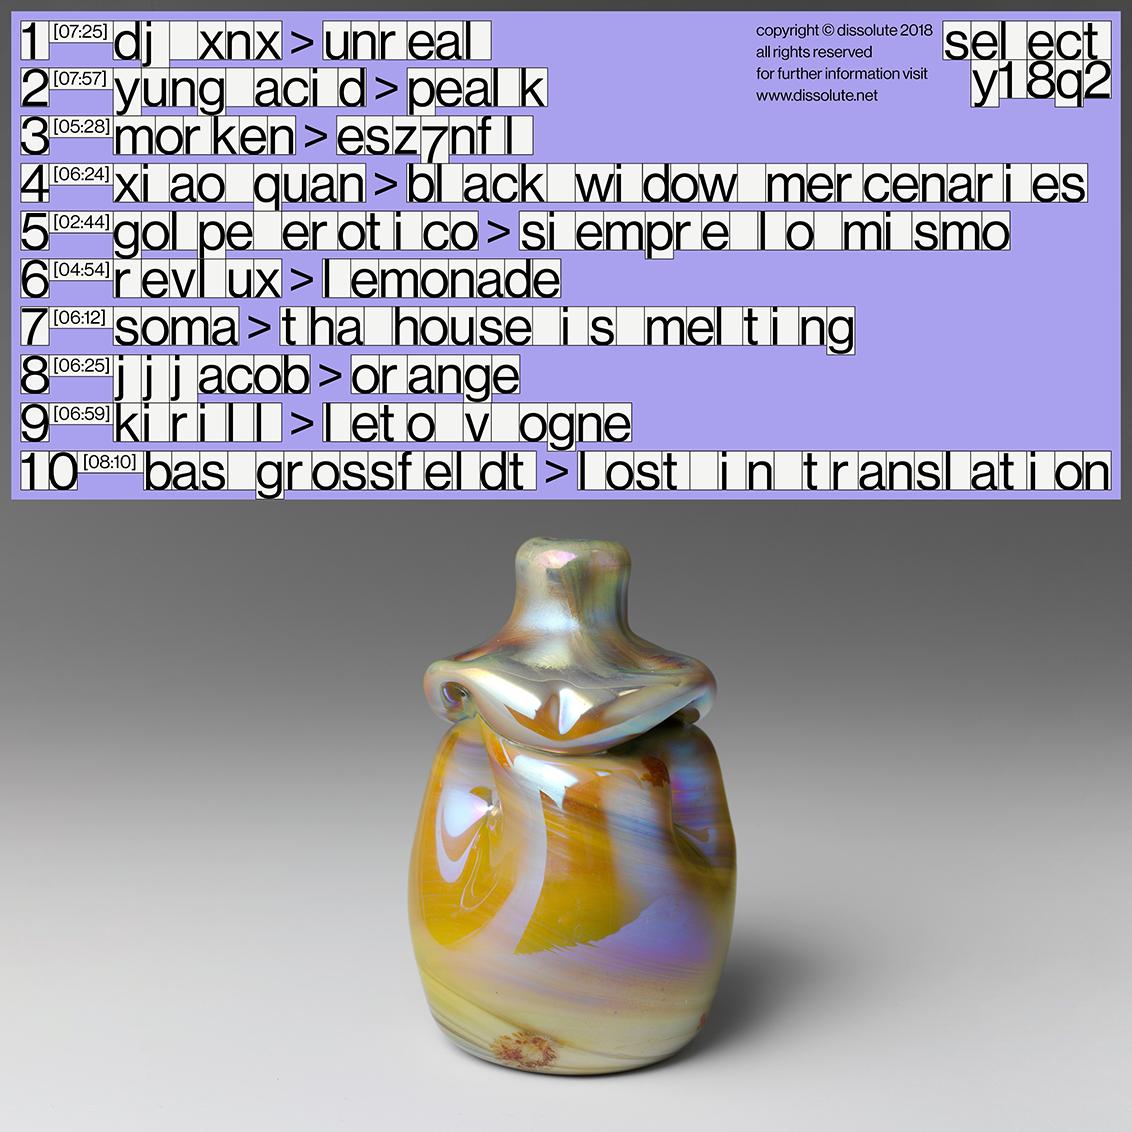 1 [07:25] dj xnx > unreal
2 [07:57] yung acid > pealk
3 [05:28] morken > esz7nfl
4 [06:24] xiao quan > black widow mercenaries
5 [02:44] golpe erotico > siempre lo mismo
6 [04:54] revlux > lemonade
7 [06:12] soma > tha house is melting
8 [06:25] jjjacob > orange
9 [06:59] kirill > leto v ogne
10 [08:10] bas grossfeldt > lost in translation
copyright © dissolute 2018
all rights reserved
for further information visit
www.dissolute.net
select
y18q2